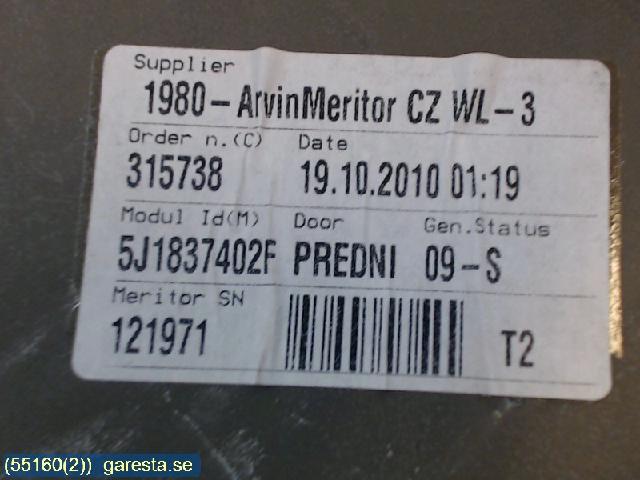 Supplier
1980-ArvinMeritor CZ WL-3
Order n.(C) Date
315738 19.10.2010 01:19
Modul Id(M) Door Gen.Status
5J1837402F PREDNI 09-S
Meritor SN
121971 T2
(55160(2)) garesta.se